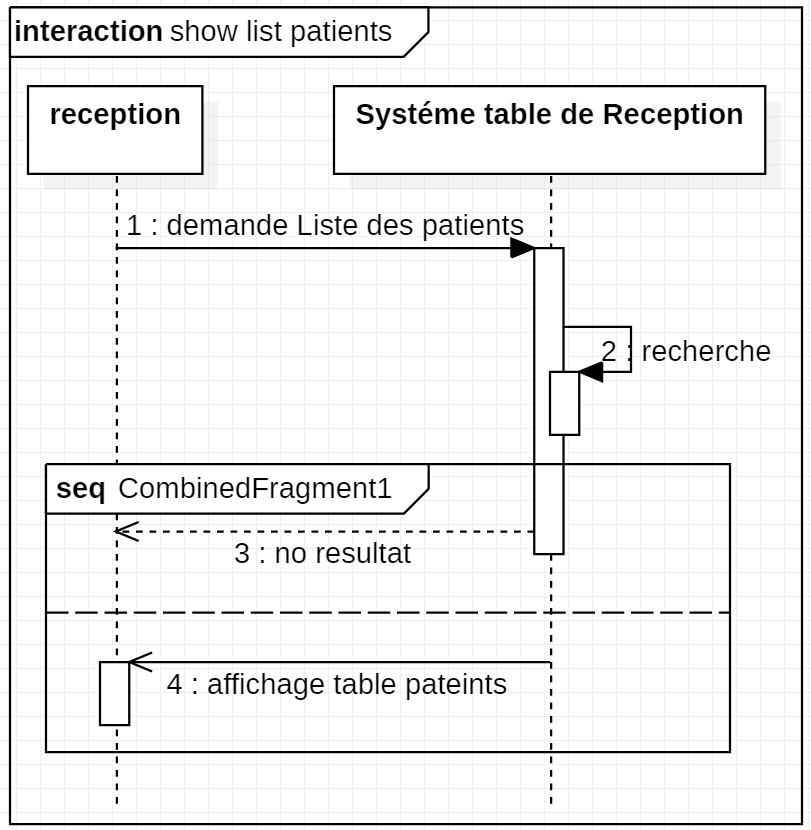 interaction show list patients
reception
Systéme table de Reception
1 : demande Liste des patients
2 : recherche
seq CombinedFragment1
3 : no resultat
4 : affichage table pateints